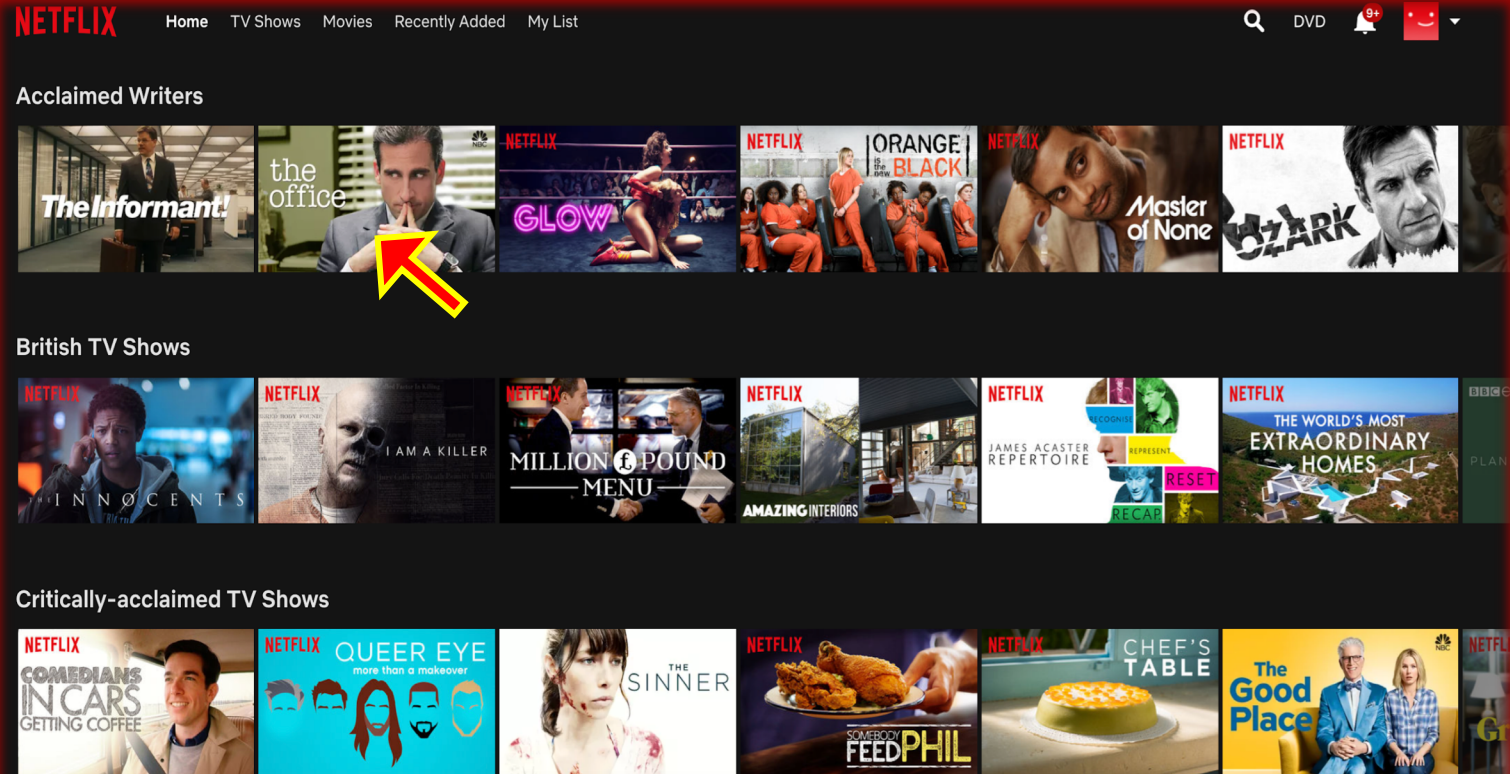 NETFLIX Home TV Shows Movies Recently Added My List DVD 9+
Acclaimed Writers
The Informant!
the
office
NBC
NETFLIX
GLOW
NETFLIX
ORANGE
is the new BLACK
NETFLIX
Master
of None
NETFLIX
OZARK
British TV Shows
NETFLIX
THE
INNOCENTS
NETFLIX
I AM A KILLER
NETFLIX
MILLION £ POUND
MENU
NETFLIX
AMAZING INTERIORS
NETFLIX
JAMES ACASTER
REPERTOIRE
RECOGNISE
REPRESENT
RESET
RECAP
NETFLIX
THE WORLD'S MOST
EXTRAORDINARY
HOMES
BBC
PLAN
Critically-acclaimed TV Shows
NETFLIX
COMEDIANS
IN CARS
GETTING COFFEE
NETFLIX
QUEER EYE
more than a makeover
THE
SINNER
NETFLIX
SOMEBODY
FEED PHIL
NETFLIX
CHEF'S
TABLE
The
Good
Place
NBC
NETFL
Gr